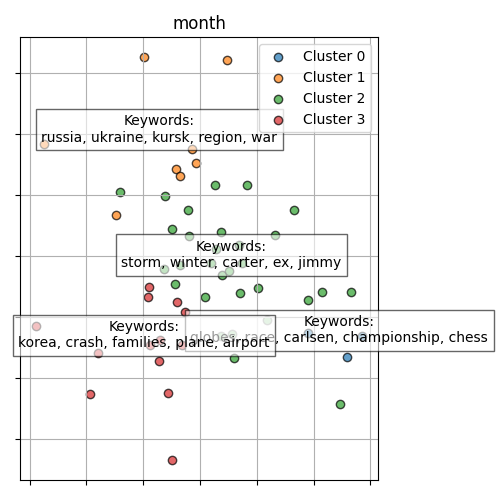 month
Cluster 0
Cluster 1
Cluster 2
Cluster 3
Keywords:
russia, ukraine, kursk, region, war
Keywords:
storm, winter, carter, ex, jimmy
Keywords:
korea, crash, families, plane, airport
Keywords:
globes, race, carlsen, championship, chess